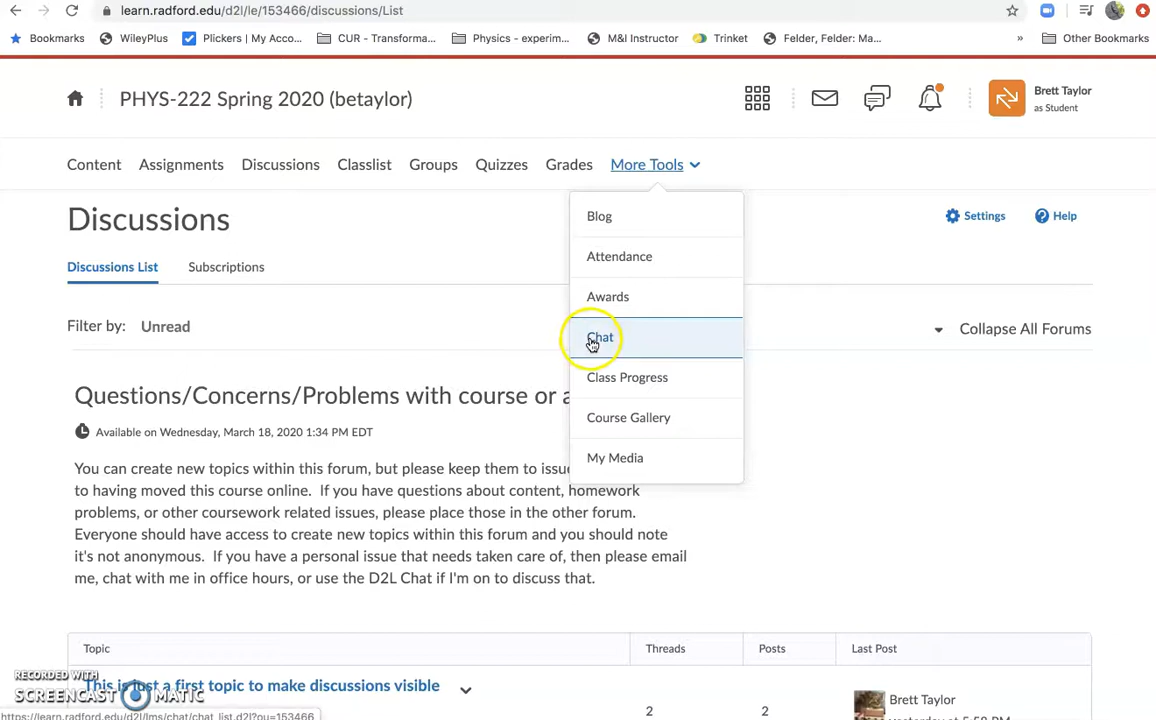 learn.radford.edu/d2l/le/153466/discussions/List
Bookmarks WileyPlus Plickers | My Acco... CUR - Transforma... Physics - experim... M&I Instructor Trinket Felder, Felder: Ma... » Other Bookmarks
PHYS-222 Spring 2020 (betaylor)
Brett Taylor
as Student
Content Assignments Discussions Classlist Groups Quizzes Grades More Tools
Blog
Attendance
Awards
Chat
Class Progress
Course Gallery
My Media
Discussions
Settings Help
Discussions List Subscriptions
Filter by: Unread
Collapse All Forums
Questions/Concerns/Problems with course or a
Available on Wednesday, March 18, 2020 1:34 PM EDT
You can create new topics within this forum, but please keep them to issu
to having moved this course online. If you have questions about content, homework
problems, or other coursework related issues, please place those in the other forum.
Everyone should have access to create new topics within this forum and you should note
it's not anonymous. If you have a personal issue that needs taken care of, then please email
me, chat with me in office hours, or use the D2L Chat if I'm on to discuss that.
Topic Threads Posts Last Post
This is just a first topic to make discussions visible
2 2
Brett Taylor
yesterday at 5:58 PM
RECORDED WITH
SCREENCAST MATIC
https://learn.radford.edu/d2l/lms/chat/chat_list.d2l?ou=153466